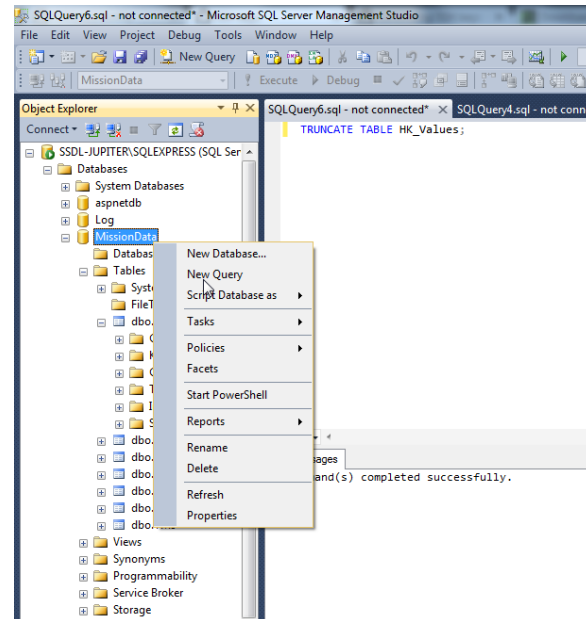 SQLQuery6.sql - not connected* - Microsoft SQL Server Management Studio
File Edit View Project Debug Tools Window Help
New Query
MissionData Execute Debug
Object Explorer
SQLQuery6.sql - not connected* SQLQuery4.sql - not conn
Connect
TRUNCATE TABLE HK_Values;
SSDL-JUPITER\SQLEXPRESS (SQL Ser
Databases
System Databases
aspnetdb
Log
MissionData
Databas
Tables
Syst
FileT
dbo.
dbo.
dbo.
dbo.
dbo.
dbo.
dbo.
Views
Synonyms
Programmability
Service Broker
Storage
New Database...
New Query
Script Database as
Tasks
Policies
Facets
Start PowerShell
Reports
Rename
Delete
Refresh
Properties
sages
and(s) completed successfully.